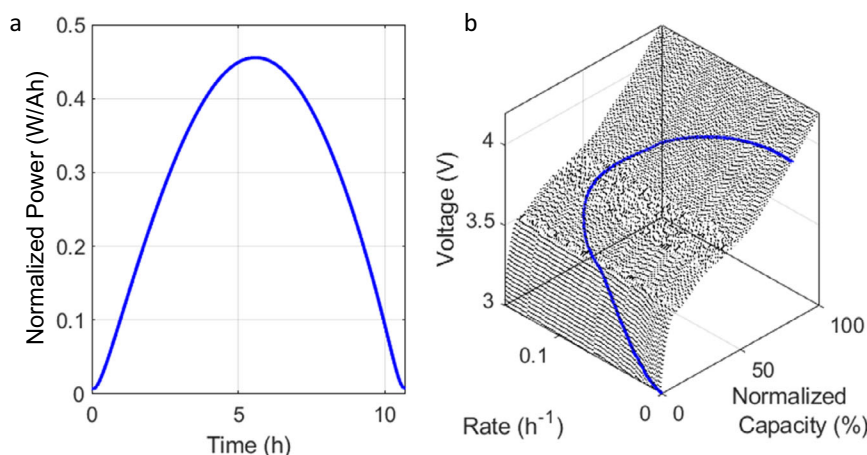 a
0.5
0.4
0.3
0.2
0.1
0
Normalized Power (W/Ah)
0
5
10
Time (h)
b
4
3.5
3
Voltage (V)
0.1
0
Rate (h⁻¹)
0
50
100
Normalized
Capacity (%)